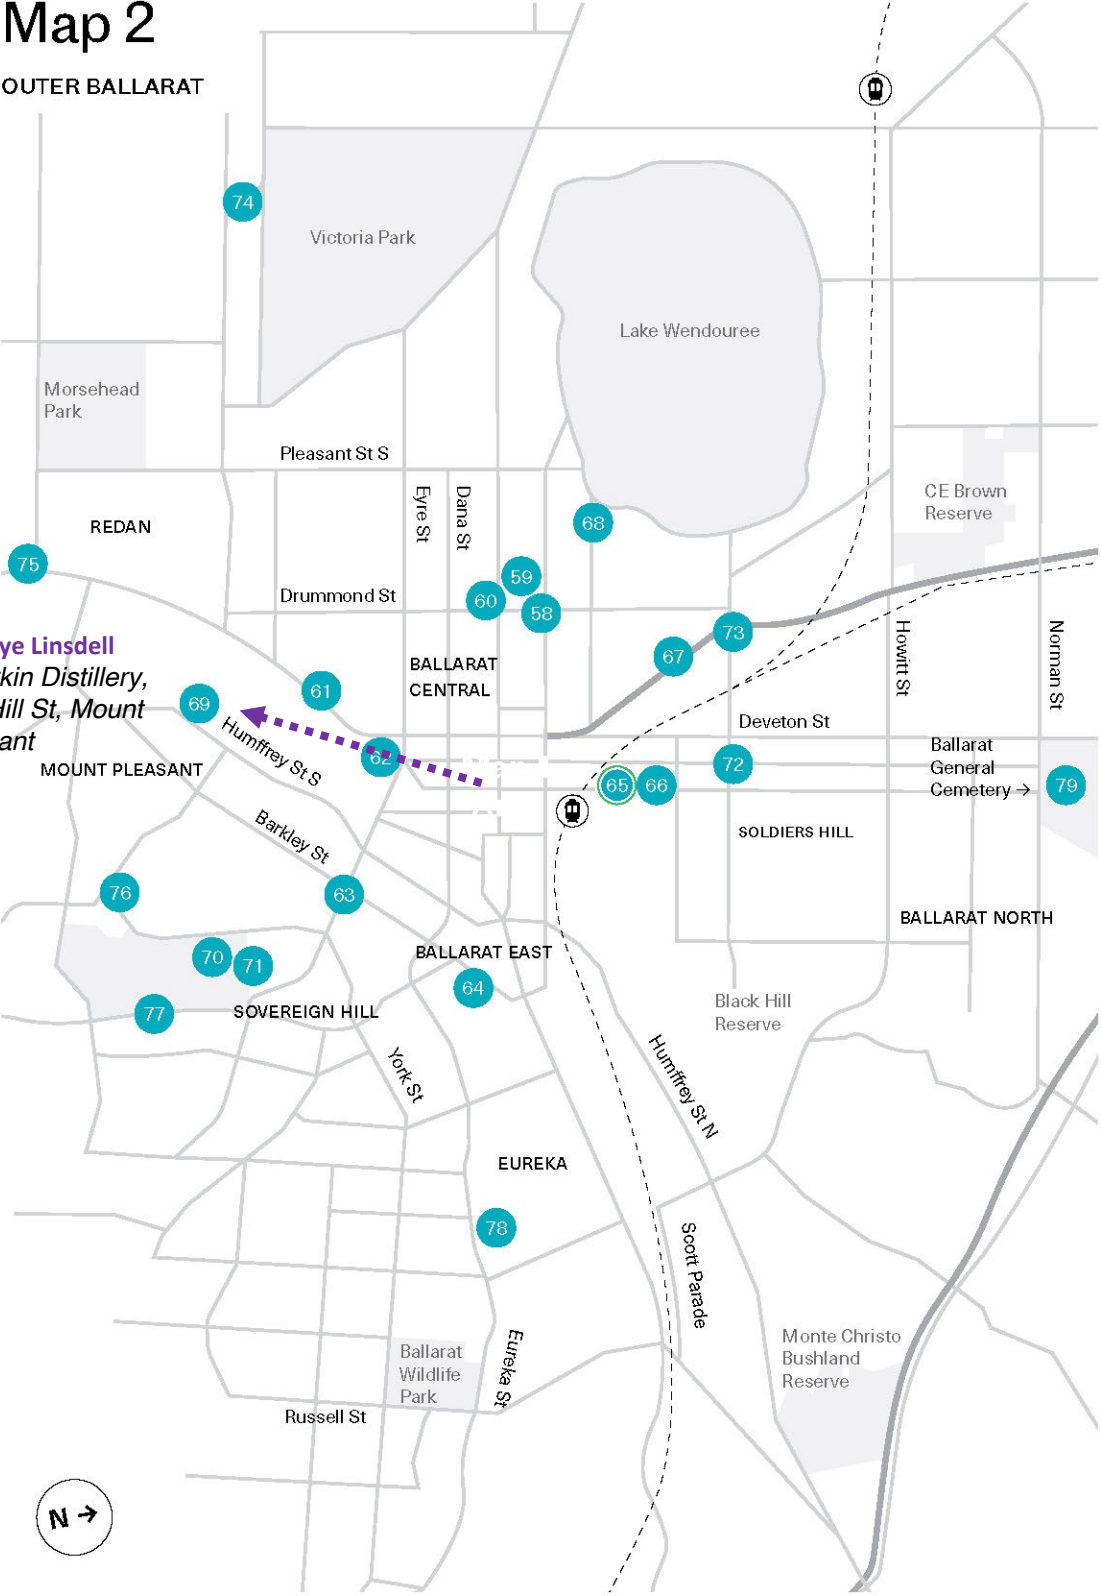 Map 2
OUTER BALLARAT
74
Victoria Park
Lake Wendouree
Morsehead
Park
Pleasant St S
Eyre St
Dana St
CE Brown
Reserve
REDAN
68
75
59
60
58
Drummond St
73
67
Howitt St
Norman St
ye Linsdell
kin Distillery,
Hill St, Mount
ant
BALLARAT
CENTRAL
61
69
Humffrey St S
62
Deveton St
MOUNT PLEASANT
72
65
66
Ballarat
General
Cemetery →
79
SOLDIERS HILL
Barkley St
63
76
BALLARAT NORTH
BALLARAT EAST
70
71
64
77
SOVEREIGN HILL
Black Hill
Reserve
York St
Humffrey St N
EUREKA
78
Scott Parade
Monte Christo
Bushland
Reserve
Ballarat
Wildlife
Park
Eureka St
Russell St
N →